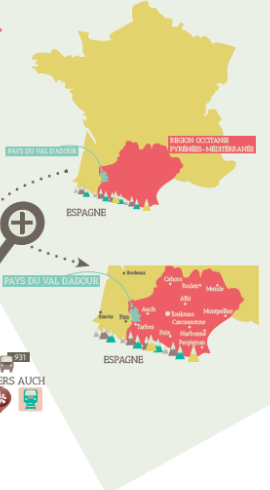 REGION OCCITANIE
PYRÉNÉES - MÉDITERRANÉE
PAYS DU VAL D'ADOUR
ESPAGNE
Bordeaux
Cahors
Rodez
Mende
PAYS DU VAL D'ADOUR
Albi
Auch
Montpellier
Biarritz
Pau
Toulouse
Carcassonne
Tarbes
Foix
Narbonne
Perpignan
ESPAGNE
931
ERS AUCH